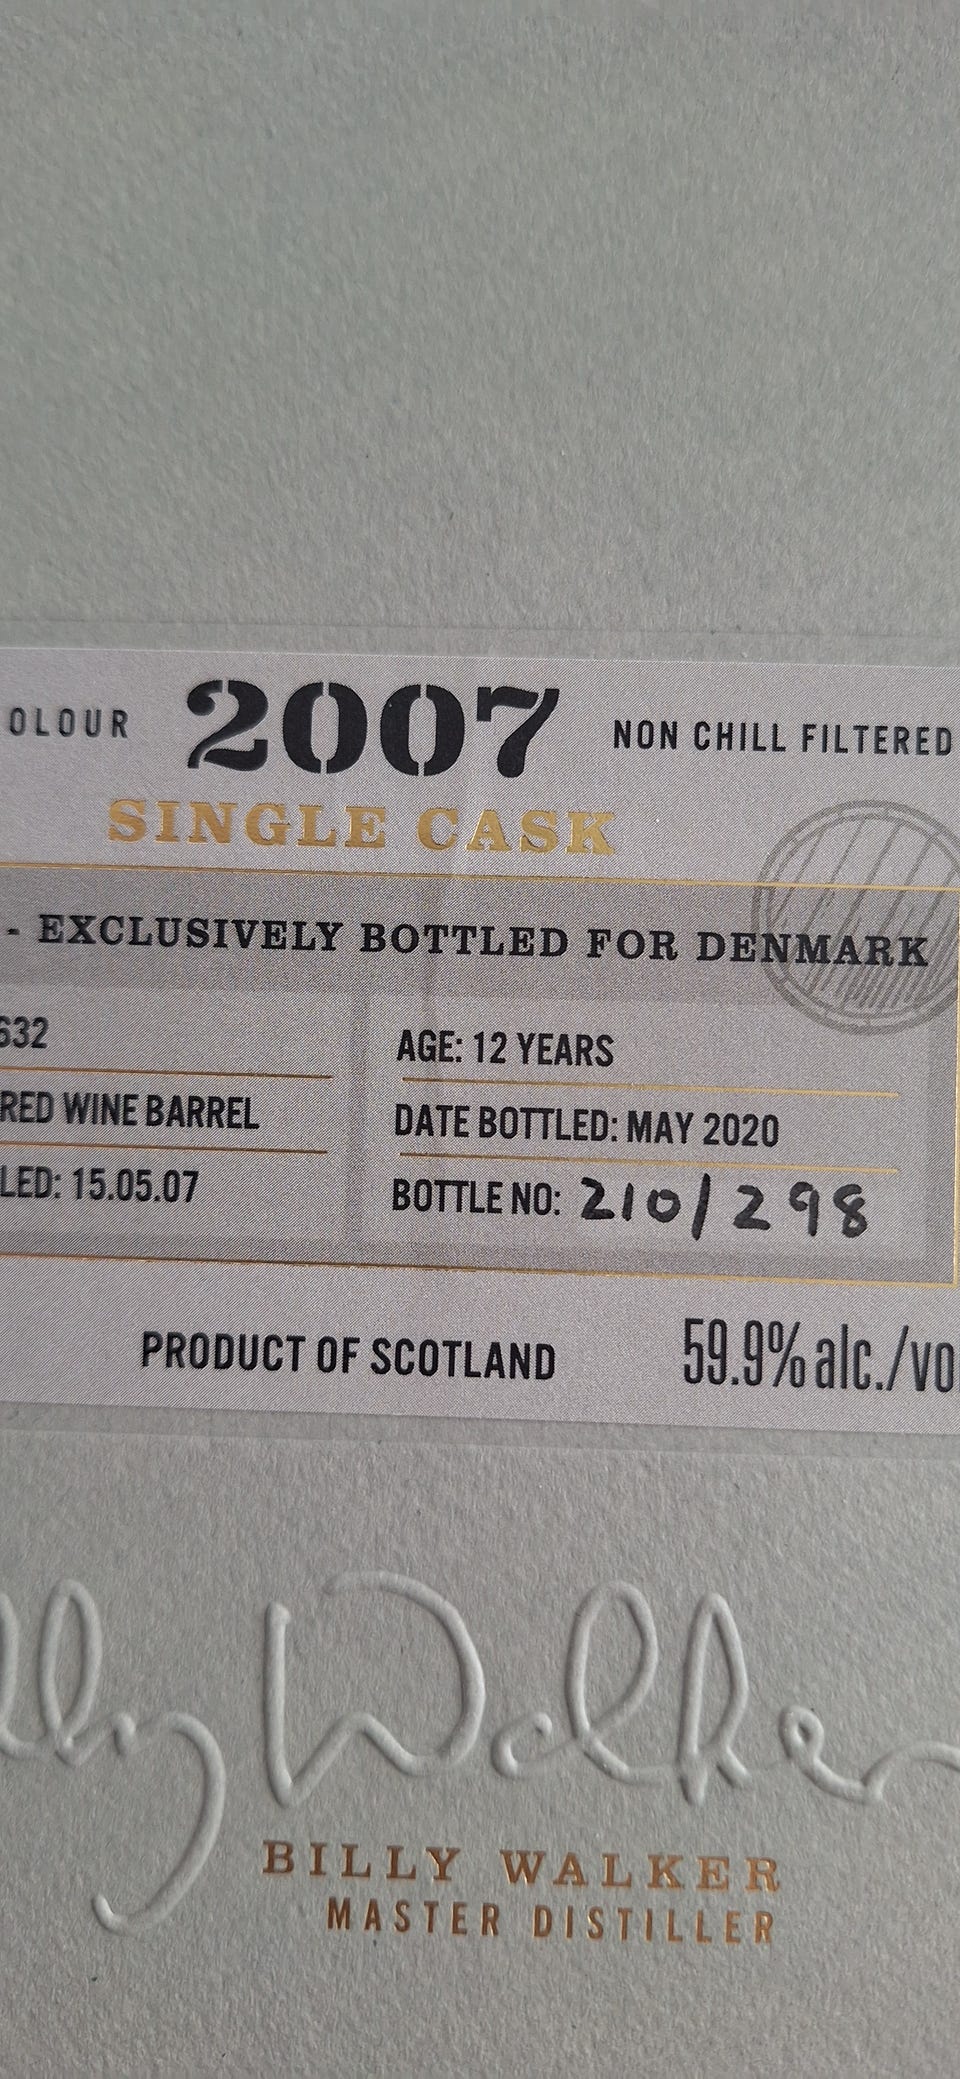 OLOUR 2007 NON CHILL FILTERED
SINGLE CASK
- EXCLUSIVELY BOTTLED FOR DENMARK
632
RED WINE BARREL
LED: 15.05.07
AGE: 12 YEARS
DATE BOTTLED: MAY 2020
BOTTLE NO: 210/298
PRODUCT OF SCOTLAND 59.9% alc./vo
lly Walker
BILLY WALKER
MASTER DISTILLER